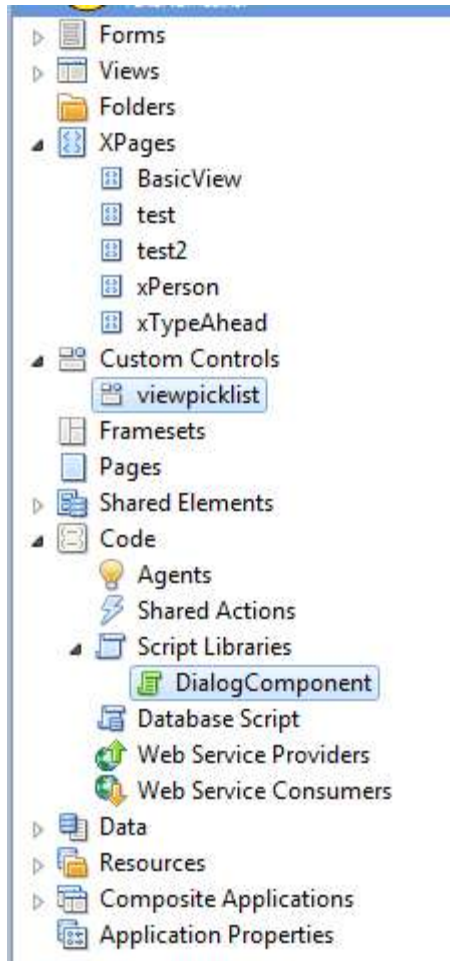 Forms
Views
Folders
XPages
BasicView
test
test2
xPerson
xTypeAhead
Custom Controls
viewpicklist
Framesets
Pages
Shared Elements
Code
Agents
Shared Actions
Script Libraries
DialogComponent
Database Script
Web Service Providers
Web Service Consumers
Data
Resources
Composite Applications
Application Properties